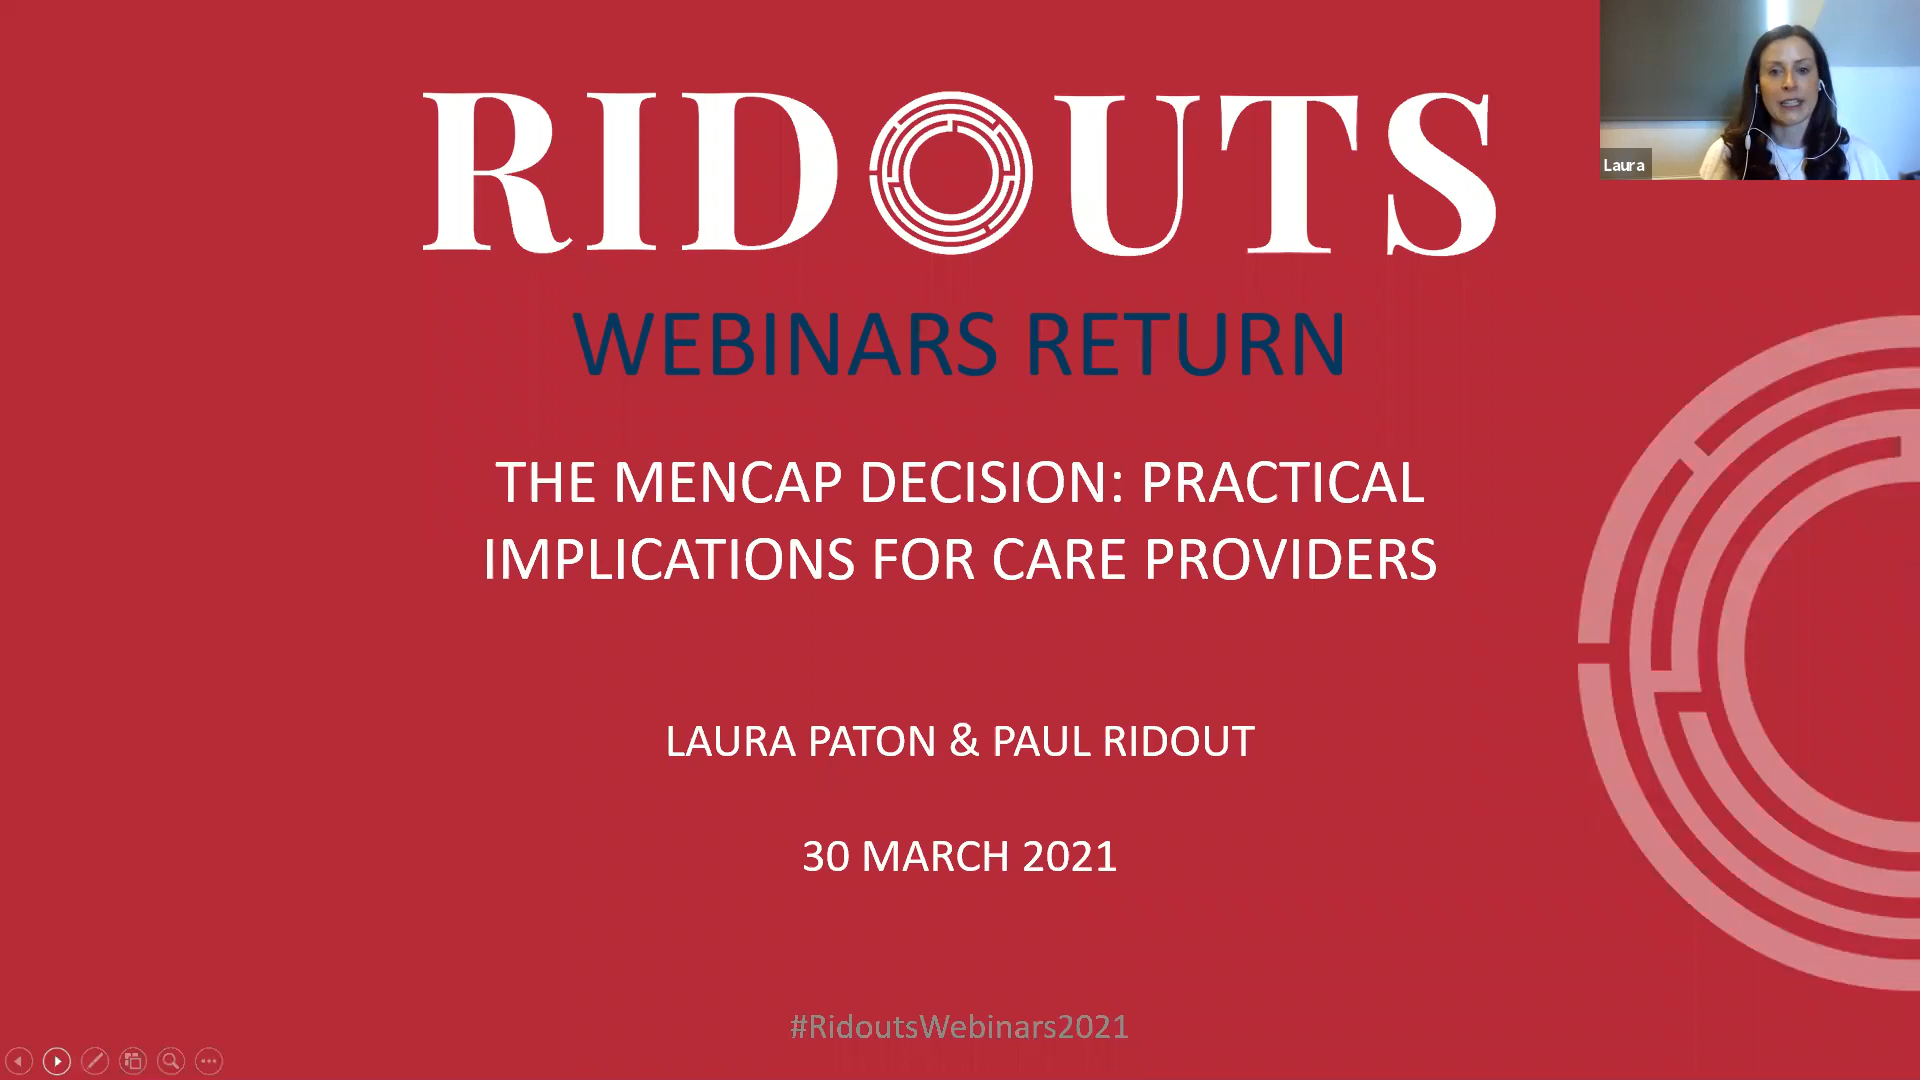 RIDOUTS
Laura
WEBINARS RETURN
THE MENCAP DECISION: PRACTICAL
IMPLICATIONS FOR CARE PROVIDERS
LAURA PATON & PAUL RIDOUT
30 MARCH 2021
#RidoutsWebinars2021